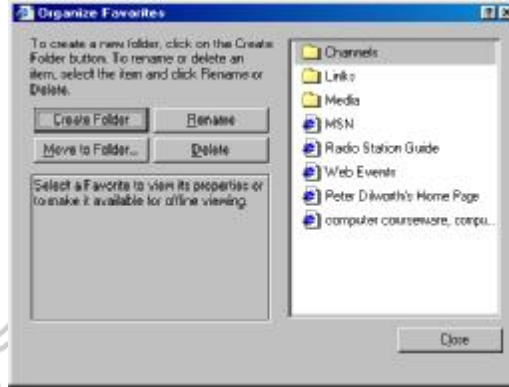 Organize Favorites
To create a new folder, click on the Create
Folder button. To rename or delete an
item, select the item and click Rename or
Delete.
Create Folder
Rename
Move to Folder...
Delete
Select a Favorite to view its properties or
to make it available for offline viewing.
Channels
Links
Media
MSN
Radio Station Guide
Web Events
Peter Dilworth's Home Page
computer courseware, compu...
Close